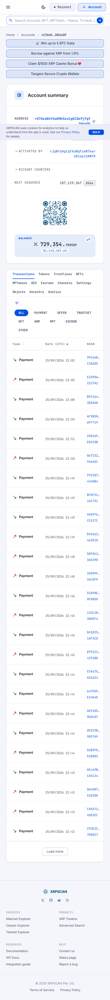 Mainnet
Account
Search Account, NFT, MPToken, ~Name, Tx hash, L
Home > Accounts > rU7dx6...39UnDF
Win up to 5 BTC Daily
Borrow against XRP from 1.9%
Claim $1500 XRP Casino Bonus
Tangem Secure Crypto Wallets
Account summary
ADDRESS rU7dx6W4YUaKMk5exCgEC8e9j7gY
39UnDF
XRPSCAN uses cookies for analytics to help us
understand how the app is used. See our Privacy Policy
for details.
Got it
ACTIVATED BY rJqNYsHgtqFXuWqFzmM7ker
cWjepi5AWf8
ACCOUNT COUNTERS
NEXT SEQUENCE 107,119,367 #566
BALANCE
729,354.950589
$1,145,487.69
Transactions Tokens Trustlines NFTs
MPTokens DEX Escrows Channels Settings
Objects Ancestry Analyze
ALL PAYMENT OFFER TRUSTSET
NFT AMM MPT ESCROW
OTHER
Type Date (UTC) HASH
Payment 25/09/2026 23:02 992468…
C3A6D5
Payment 25/09/2026 23:02 E1D906…
CE27A2
Payment 25/09/2026 23:00 B91164…
3EDAA0
Payment 25/09/2026 22:59 6F5B50…
6FF719
Payment 25/09/2026 22:51 CDD26F…
E81F8B
Payment 25/09/2026 22:50 067232…
946601
Payment 25/09/2026 22:49 97E307…
4340B4
Payment 25/09/2026 22:49 BF0C91…
16C731
Payment 25/09/2026 22:49 96D976…
C5317C
Payment 25/09/2026 22:49 B45263…
463D10
Payment 25/09/2026 22:48 5DF042…
365290
Payment 25/09/2026 22:48 25099F…
26CDF9
Payment 25/09/2026 22:46 51098E…
0F00D0
Payment 25/09/2026 22:46 123C40…
3805F4
Payment 25/09/2026 22:45 DA1835…
1AF3C0
Payment 25/09/2026 22:45 B75221…
4291BD
Payment 25/09/2026 22:44 57A475…
A261E4
Payment 25/09/2026 22:44 647E0F…
E34D4D
Payment 25/09/2026 22:44 AE9185…
9EDC07
Payment 25/09/2026 22:44 0FD19B…
9057A9
Payment 25/09/2026 22:44 01B9FE…
ECB083
Payment 25/09/2026 22:43 AE449B…
CA5C34
Payment 25/09/2026 22:43 064087…
A181B8
Payment 25/09/2026 22:43 CA5A71…
4501EC
Payment 25/09/2026 22:42 CFDE2C…
7EB5E7
Load more
XRPSCAN
SERVICES PRODUCTS
Mainnet Explorer XRP Toolbox
Classic Explorer Advanced Search
Testnet Explorer
RESOURCES HELP
Documentation Contact us
API Docs Status page
Integration guide Report a bug
© 2026 XRPSCAN Pte. Ltd.
Terms of Service Privacy Policy